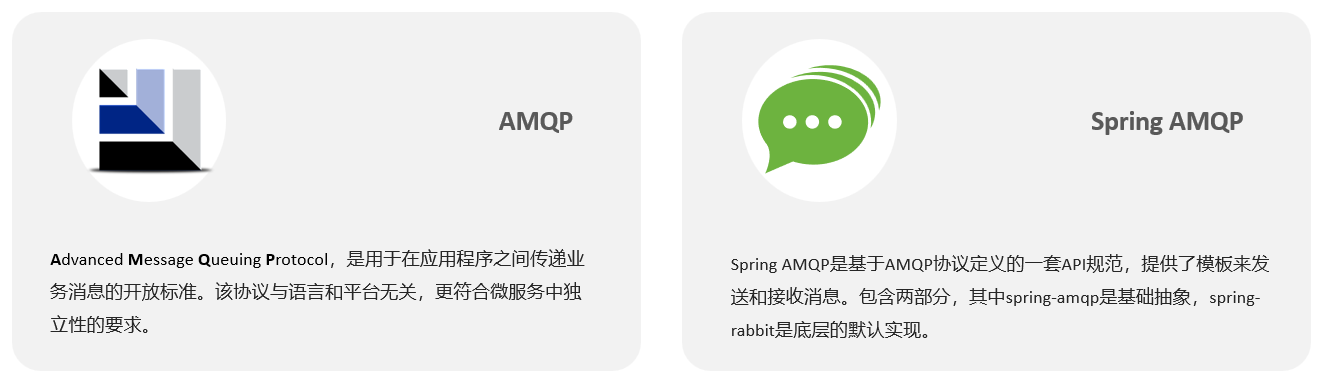 AMQP
Advanced Message Queuing Protocol，是用于在应用程序之间传递业
务消息的开放标准。该协议与语言和平台无关，更符合微服务中独
立性的要求。
Spring AMQP
Spring AMQP是基于AMQP协议定义的一套API规范，提供了模板来发
送和接收消息。包含两部分，其中spring-amqp是基础抽象，spring-
rabbit是底层的默认实现。